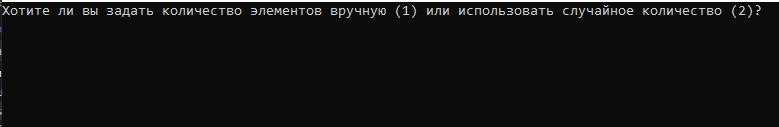 Хотите ли вы задать количество элементов вручную (1) или использовать случайное количество (2)?